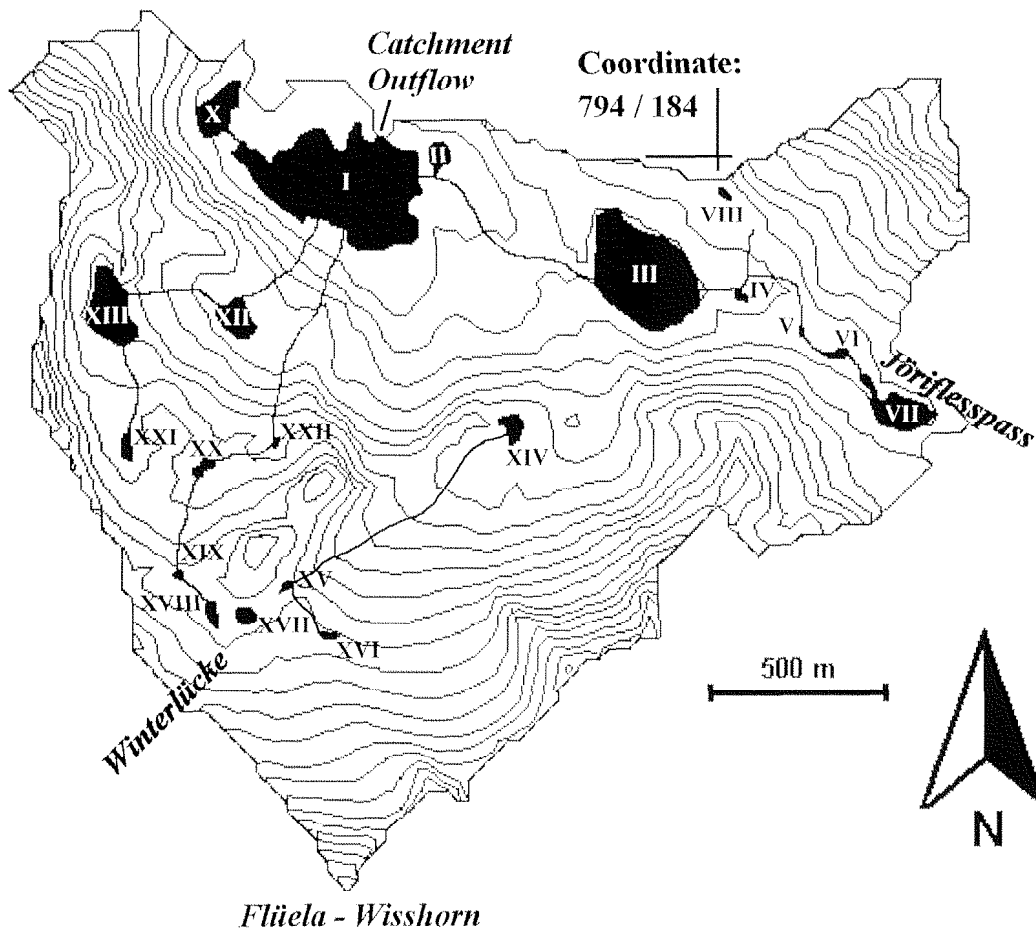 Catchment
Outflow
Coordinate:
794 / 184
X
I
II
VIII
III
IV
XIII
XII
V
VI
Jöriflesspass
VII
XXI
XX
XXII
XIV
XIX
XV
XVIII
XVII
XVI
Winterlücke
500 m
N
Flüela - Wisshorn